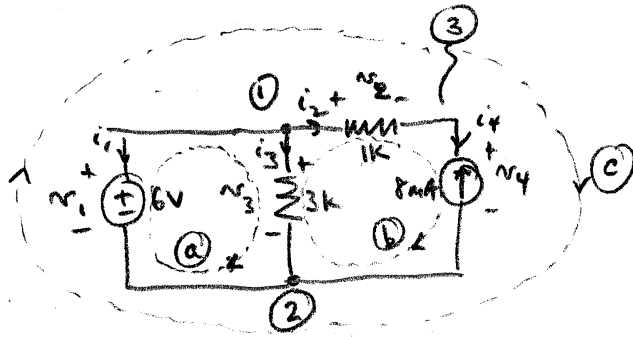 3
1
i2 + v2 -
i4
1K
i1
i3
+
+
+
v1
+
-
6V
v3
3K
8mA
v4
c
-
-
-
a
b
2